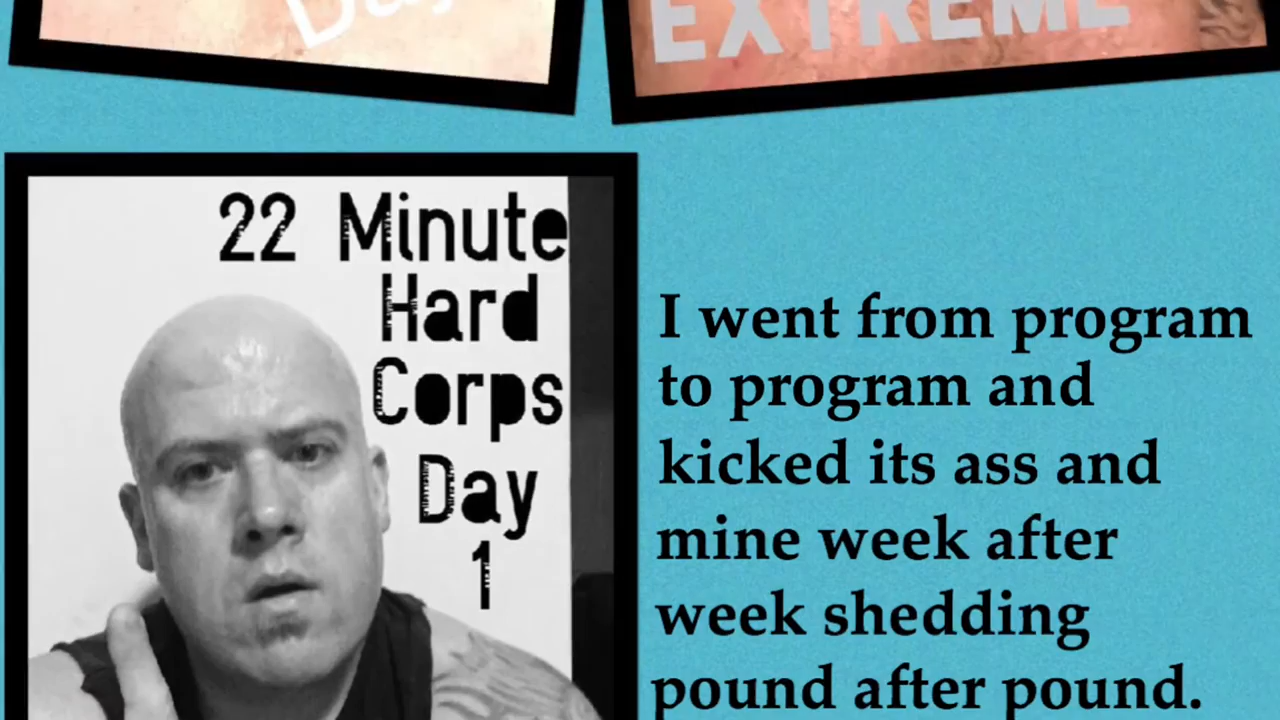 Day
EXTREME
22 Minute
Hard
Corps
Day
1
I went from program
to program and
kicked its ass and
mine week after
week shedding
pound after pound.